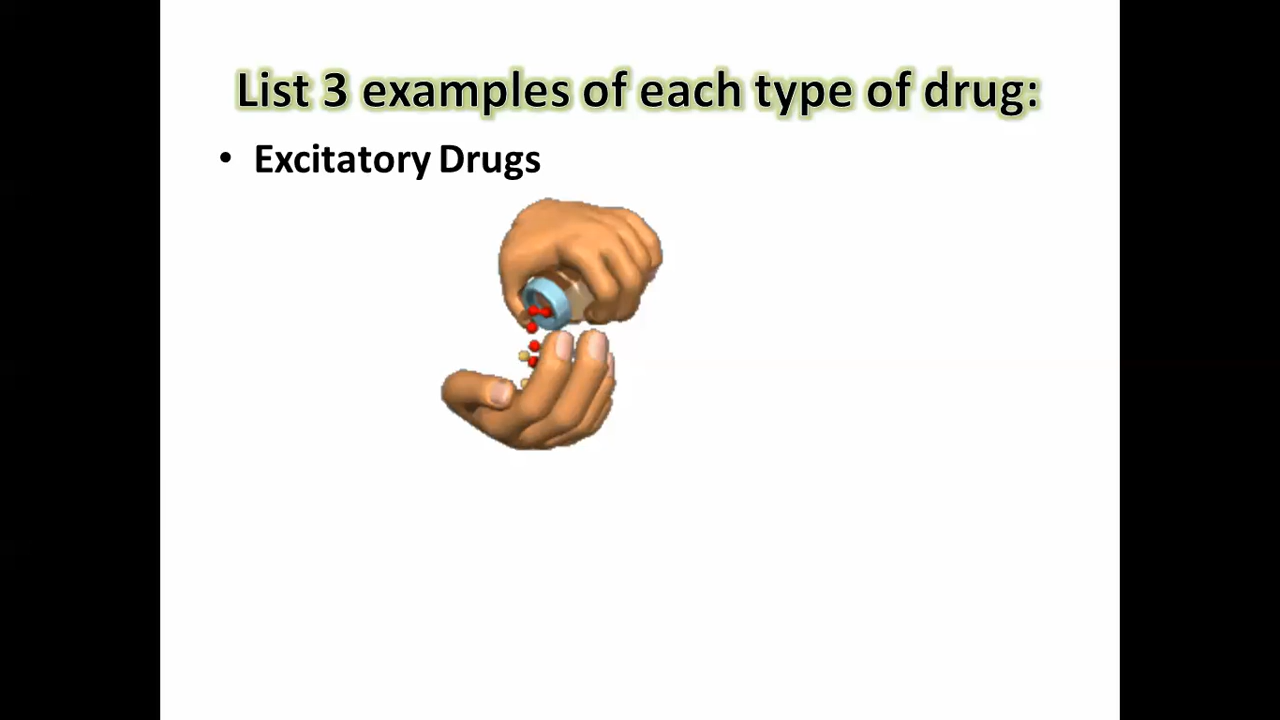 List 3 examples of each type of drug:
• Excitatory Drugs